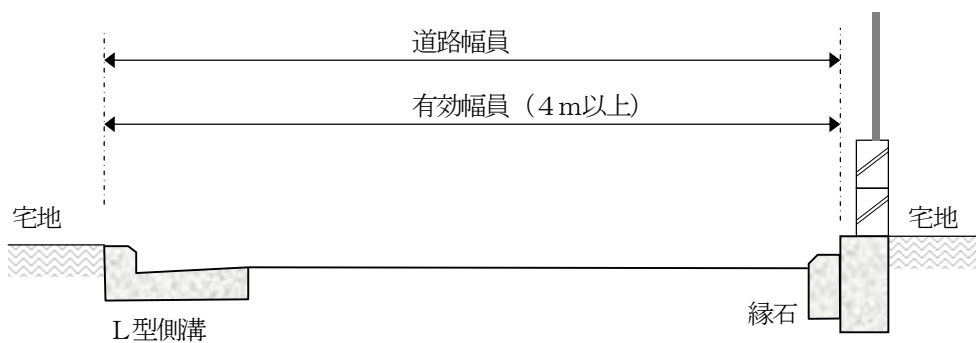 道路幅員
有効幅員（４ｍ以上）
宅地
宅地
縁石
Ｌ型側溝